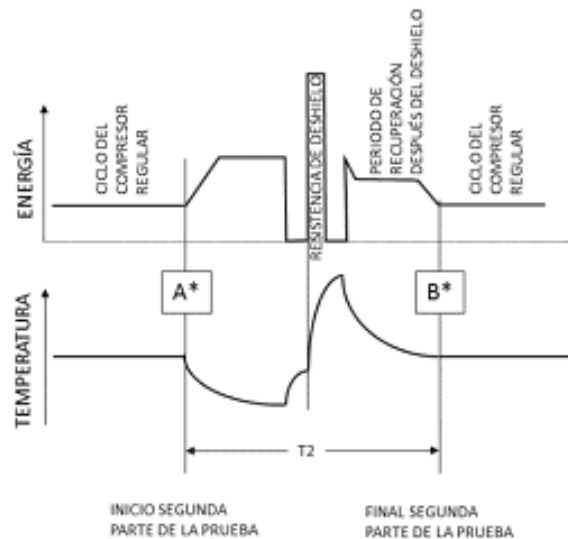 ENERGÍA
CICLO DEL
COMPRESOR
REGULAR
RESISTENCIA DE DESHIELO
PERIODO DE
RECUPERACIÓN
DESPUÉS DEL DESHIELO
CICLO DEL
COMPRESOR
REGULAR
A*
B*
TEMPERATURA
T2
INICIO SEGUNDA
PARTE DE LA PRUEBA
FINAL SEGUNDA
PARTE DE LA PRUEBA